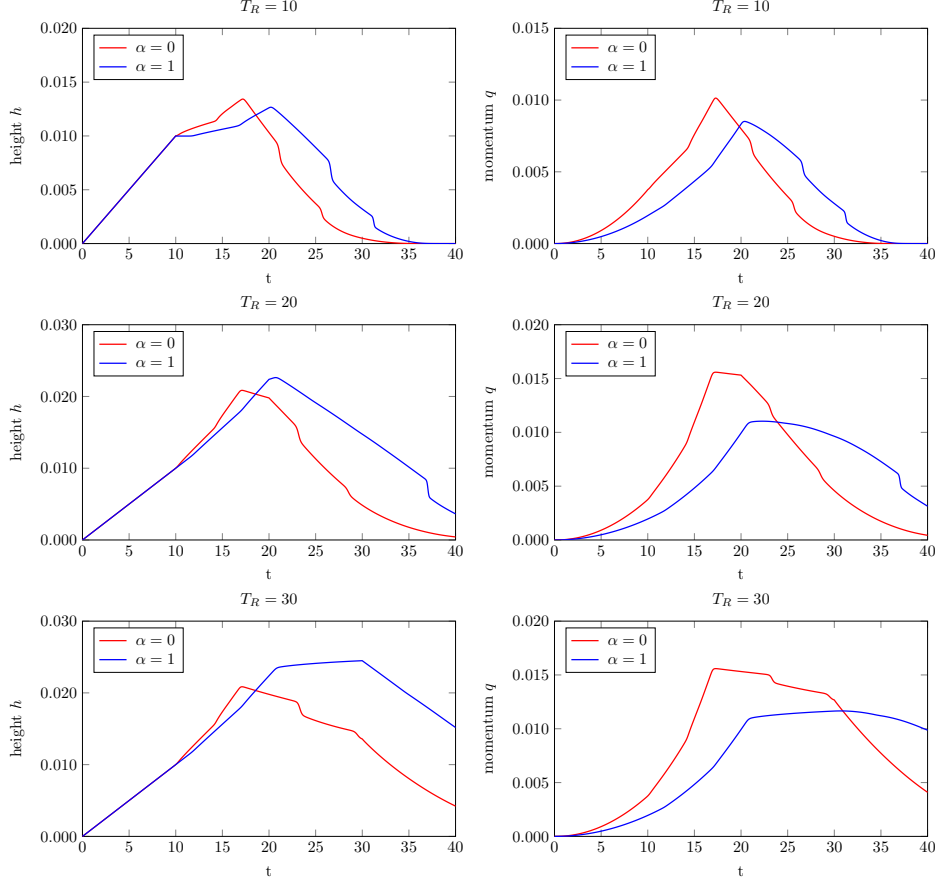 $T_R = 10$
0.020
0.015
0.010
0.005
0.000
height $h$
α = 0
α = 1
0 5 10 15 20 25 30 35 40
t
$T_R = 10$
0.015
0.010
0.005
0.000
momentum $q$
α = 0
α = 1
0 5 10 15 20 25 30 35 40
t
$T_R = 20$
0.030
0.020
0.010
0.000
height $h$
α = 0
α = 1
0 5 10 15 20 25 30 35 40
t
$T_R = 20$
0.020
0.015
0.010
0.005
0.000
momentum $q$
α = 0
α = 1
0 5 10 15 20 25 30 35 40
t
$T_R = 30$
0.030
0.020
0.010
0.000
height $h$
α = 0
α = 1
0 5 10 15 20 25 30 35 40
t
$T_R = 30$
0.020
0.015
0.010
0.005
0.000
momentum $q$
α = 0
α = 1
0 5 10 15 20 25 30 35 40
t